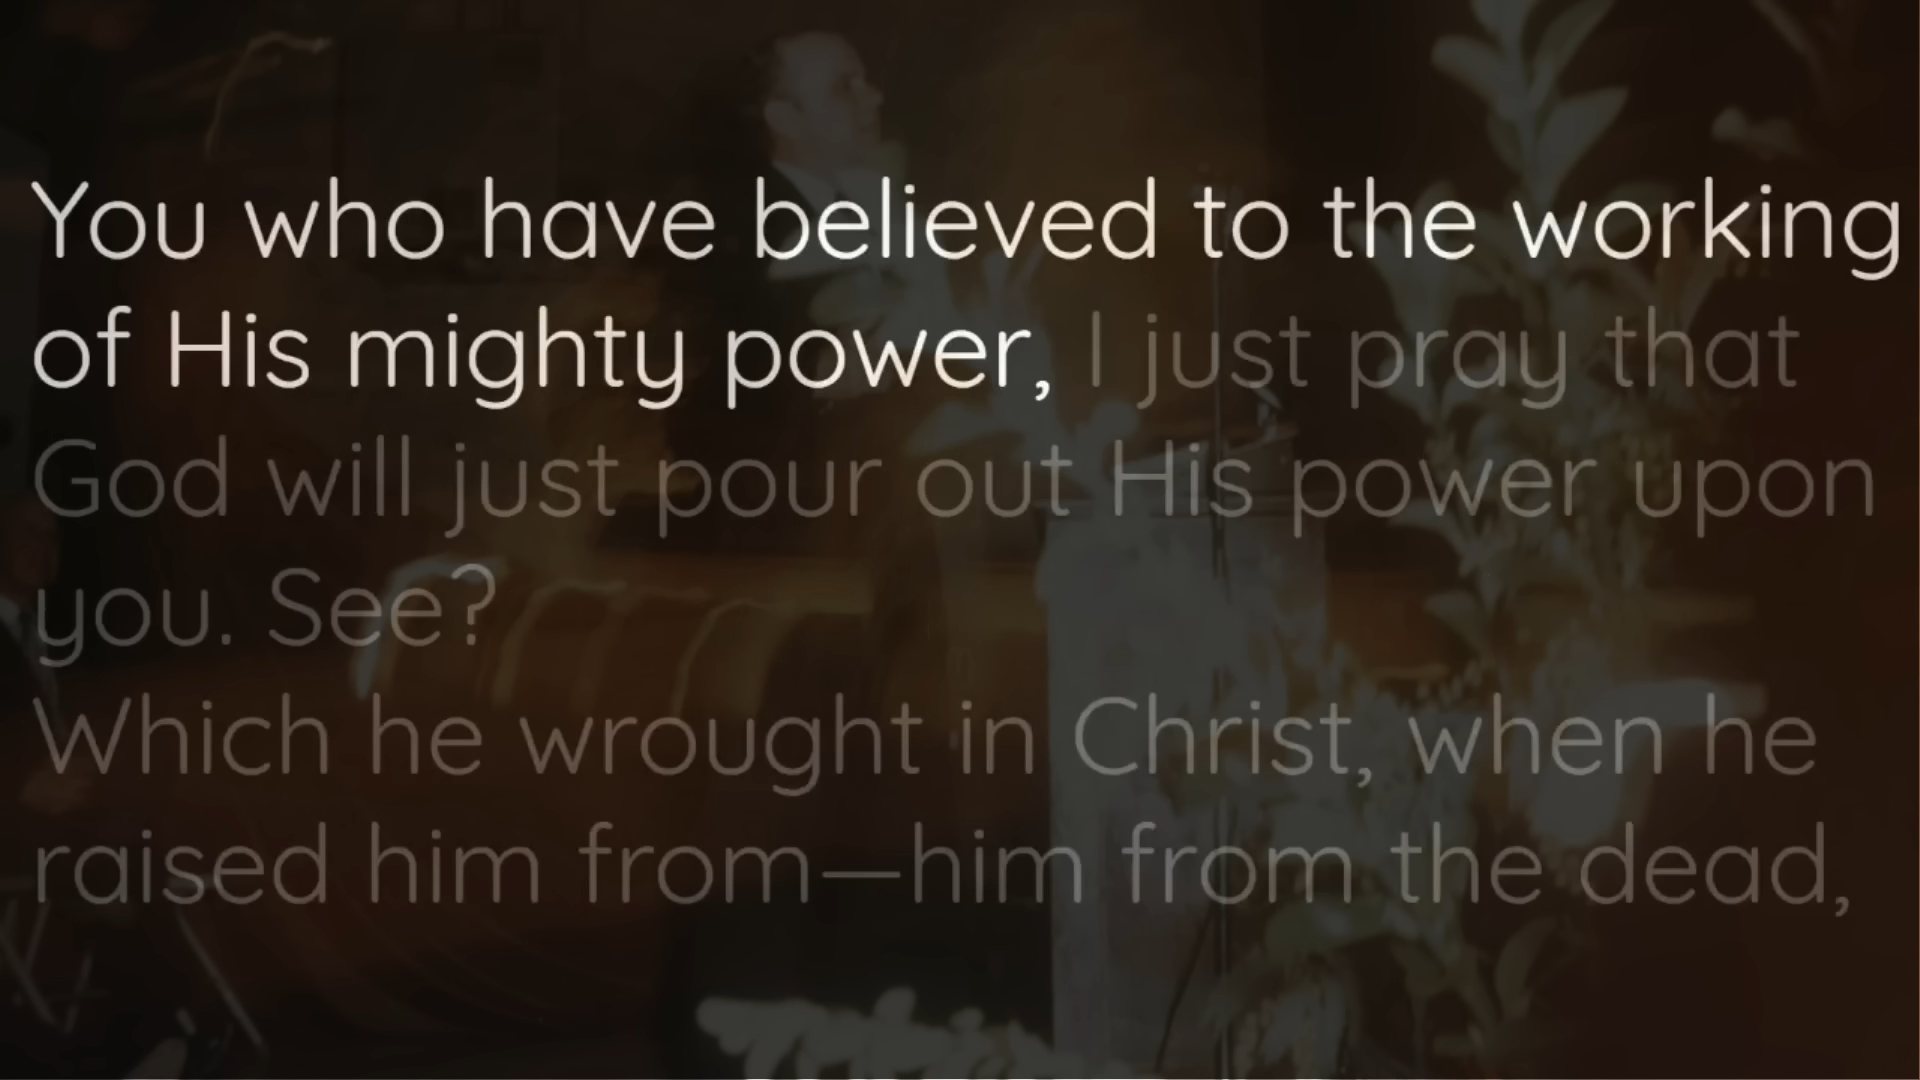 You who have believed to the working
of His mighty power, I just pray that
God will just pour out His power upon
you. See?
Which he wrought in Christ, when he
raised him from—him from the dead,